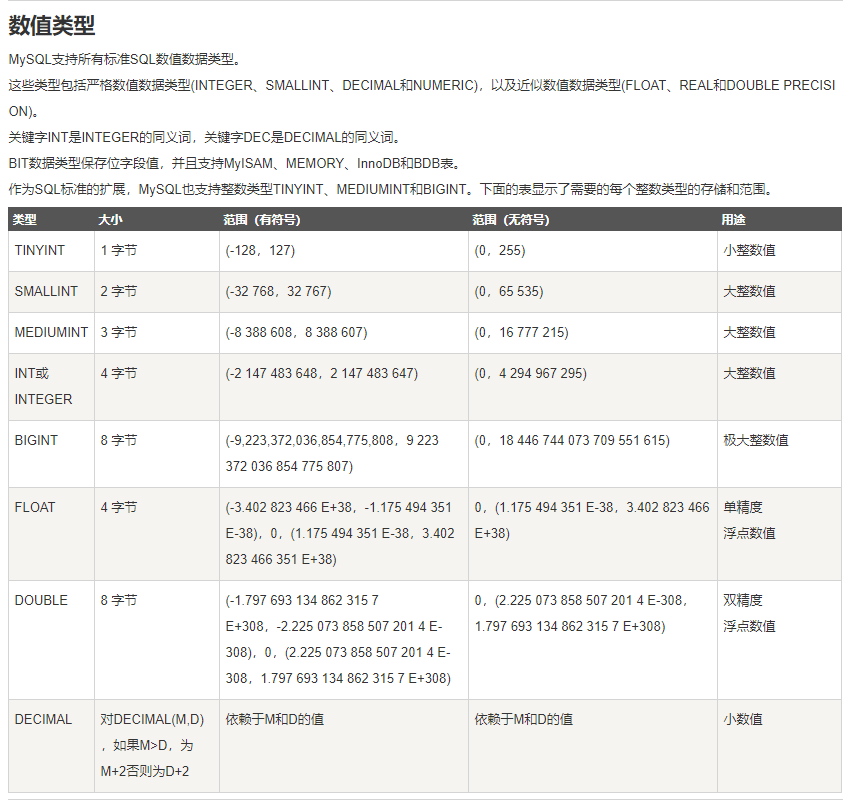 数值类型
MySQL支持所有标准SQL数值数据类型。
这些类型包括严格数值数据类型(INTEGER、SMALLINT、DECIMAL和NUMERIC)，以及近似数值数据类型(FLOAT、REAL和DOUBLE PRECISI
ON)。
关键字INT是INTEGER的同义词，关键字DEC是DECIMAL的同义词。
BIT数据类型保存位字段值，并且支持MyISAM、MEMORY、InnoDB和BDB表。
作为SQL标准的扩展，MySQL也支持整数类型TINYINT、MEDIUMINT和BIGINT。下面的表显示了需要的每个整数类型的存储和范围。
类型 大小 范围（有符号） 范围（无符号） 用途
TINYINT 1 字节 (-128，127) (0，255) 小整数值
SMALLINT 2 字节 (-32 768，32 767) (0，65 535) 大整数值
MEDIUMINT 3 字节 (-8 388 608，8 388 607) (0，16 777 215) 大整数值
INT或 4 字节 (-2 147 483 648，2 147 483 647) (0，4 294 967 295) 大整数值
INTEGER
BIGINT 8 字节 (-9,223,372,036,854,775,808，9 223 (0，18 446 744 073 709 551 615) 极大整数值
372 036 854 775 807)
FLOAT 4 字节 (-3.402 823 466 E+38，-1.175 494 351 0，(1.175 494 351 E-38，3.402 823 466 单精度
E-38)，0，(1.175 494 351 E-38，3.402 E+38) 浮点数值
823 466 351 E+38)
DOUBLE 8 字节 (-1.797 693 134 862 315 7 0，(2.225 073 858 507 201 4 E-308， 双精度
E+308，-2.225 073 858 507 201 4 E- 1.797 693 134 862 315 7 E+308) 浮点数值
308)，0，(2.225 073 858 507 201 4 E-
308，1.797 693 134 862 315 7 E+308)
DECIMAL 对DECIMAL(M,D) 依赖于M和D的值 依赖于M和D的值 小数值
，如果M>D，为
M+2否则为D+2